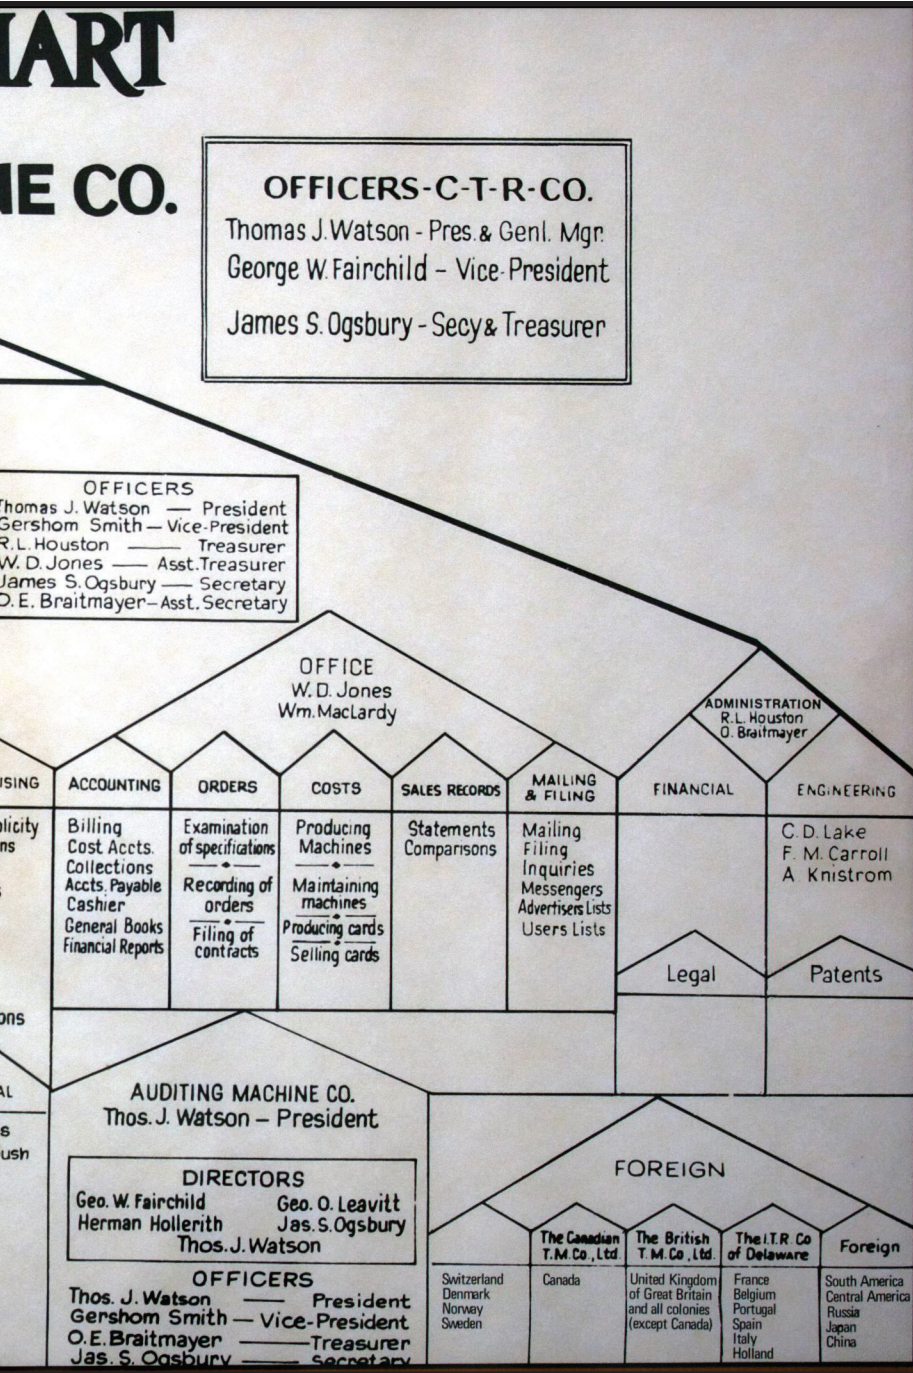 HART
NE CO.
OFFICERS-C-T-R-CO.
Thomas J. Watson - Pres. & Genl. Mgr.
George W. Fairchild - Vice-President
James S. Ogsbury - Secy & Treasurer
OFFICERS
Thomas J. Watson — President
Gershom Smith — Vice-President
R.L. Houston — Treasurer
W. D. Jones — Asst. Treasurer
James S. Ogsbury — Secretary
O. E. Braitmayer — Asst. Secretary
OFFICE
W. D. Jones
Wm. MacLardy
ADMINISTRATION
R.L. Houston
O. Braitmayer
ISING
ACCOUNTING
ORDERS
COSTS
SALES RECORDS
MAILING
& FILING
FINANCIAL
ENGINEERING
licity
ns
Billing
Cost Accts.
Collections
Accts. Payable
Cashier
General Books
Financial Reports
Examination
of specifications
Recording of
orders
Filing of
contracts
Producing
Machines
Maintaining
machines
Producing cards
Selling cards
Statements
Comparisons
Mailing
Filing
Inquiries
Messengers
Advertisers Lists
Users Lists
C. D. Lake
F. M. Carroll
A Knistrom
Legal
Patents
ons
AL
s
ush
AUDITING MACHINE CO.
Thos. J. Watson - President
DIRECTORS
Geo. W. Fairchild Geo. O. Leavitt
Herman Hollerith Jas. S. Ogsbury
Thos. J. Watson
OFFICERS
Thos. J. Watson — President
Gershom Smith — Vice-President
O. E. Braitmayer — Treasurer
Jas. S. Ogsbury — Secretary
FOREIGN
The Canadian
T. M. Co., Ltd.
The British
T. M. Co., Ltd.
The I.T.R. Co
of Delaware
Foreign
Switzerland
Denmark
Norway
Sweden
Canada
United Kingdom
of Great Britain
and all colonies
(except Canada)
France
Belgium
Portugal
Spain
Italy
Holland
South America
Central America
Russia
Japan
China